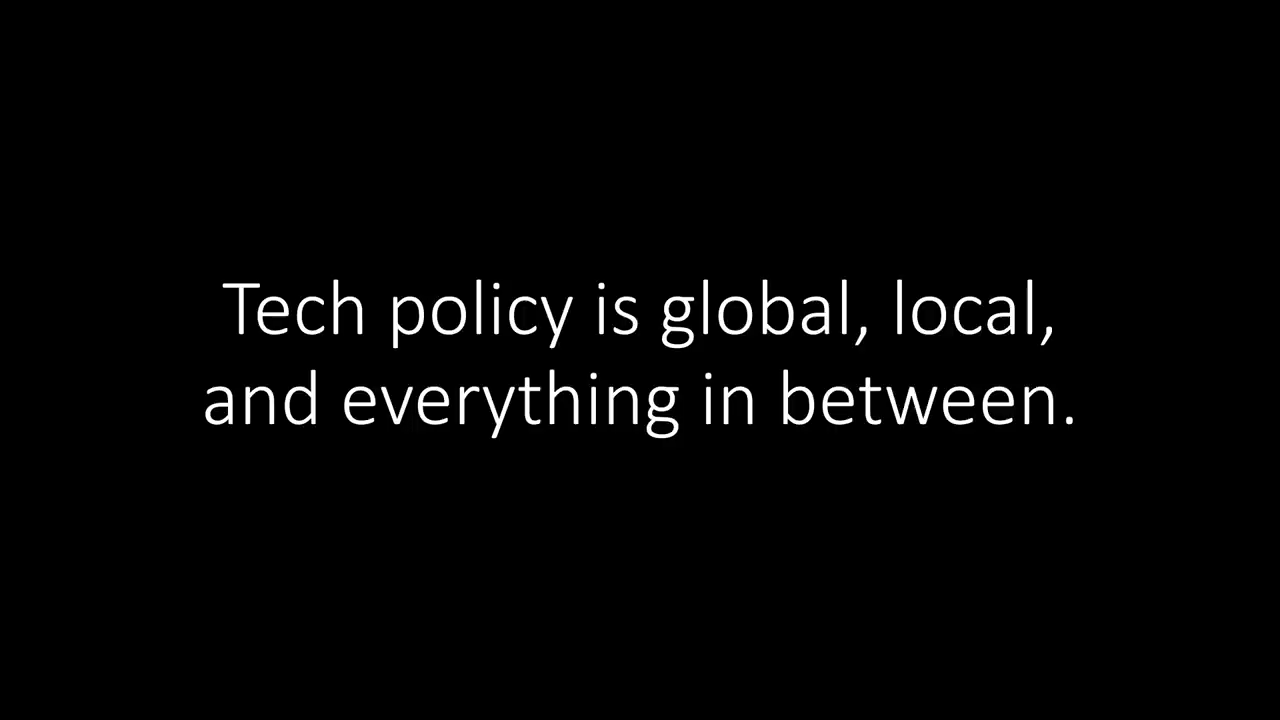 Tech policy is global, local,
and everything in between.